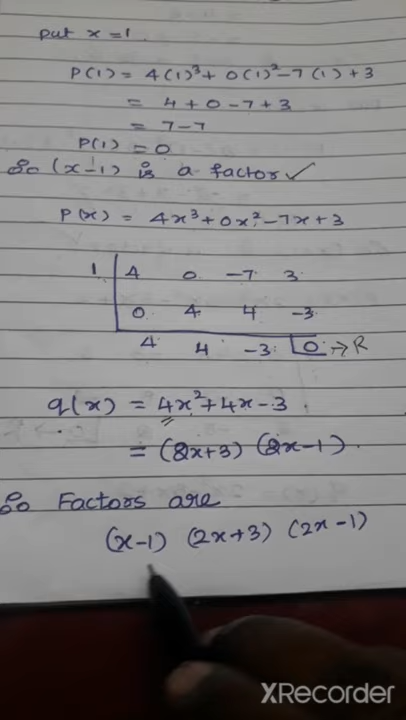 put x = 1.
P(1) = 4(1)³ + 0(1)² - 7(1) + 3
= 4 + 0 - 7 + 3
= 7 - 7
P(1) = 0
So (x-1) is a factor ✓
P(x) = 4x³ + 0x² - 7x + 3
1 | 4 0 -7 3
0 4 4 -3
4 4 -3 0 → R
q(x) = 4x² + 4x - 3.
= (2x+3) (2x-1).
So Factors are
(x-1) (2x+3) (2x-1)
XRecorder